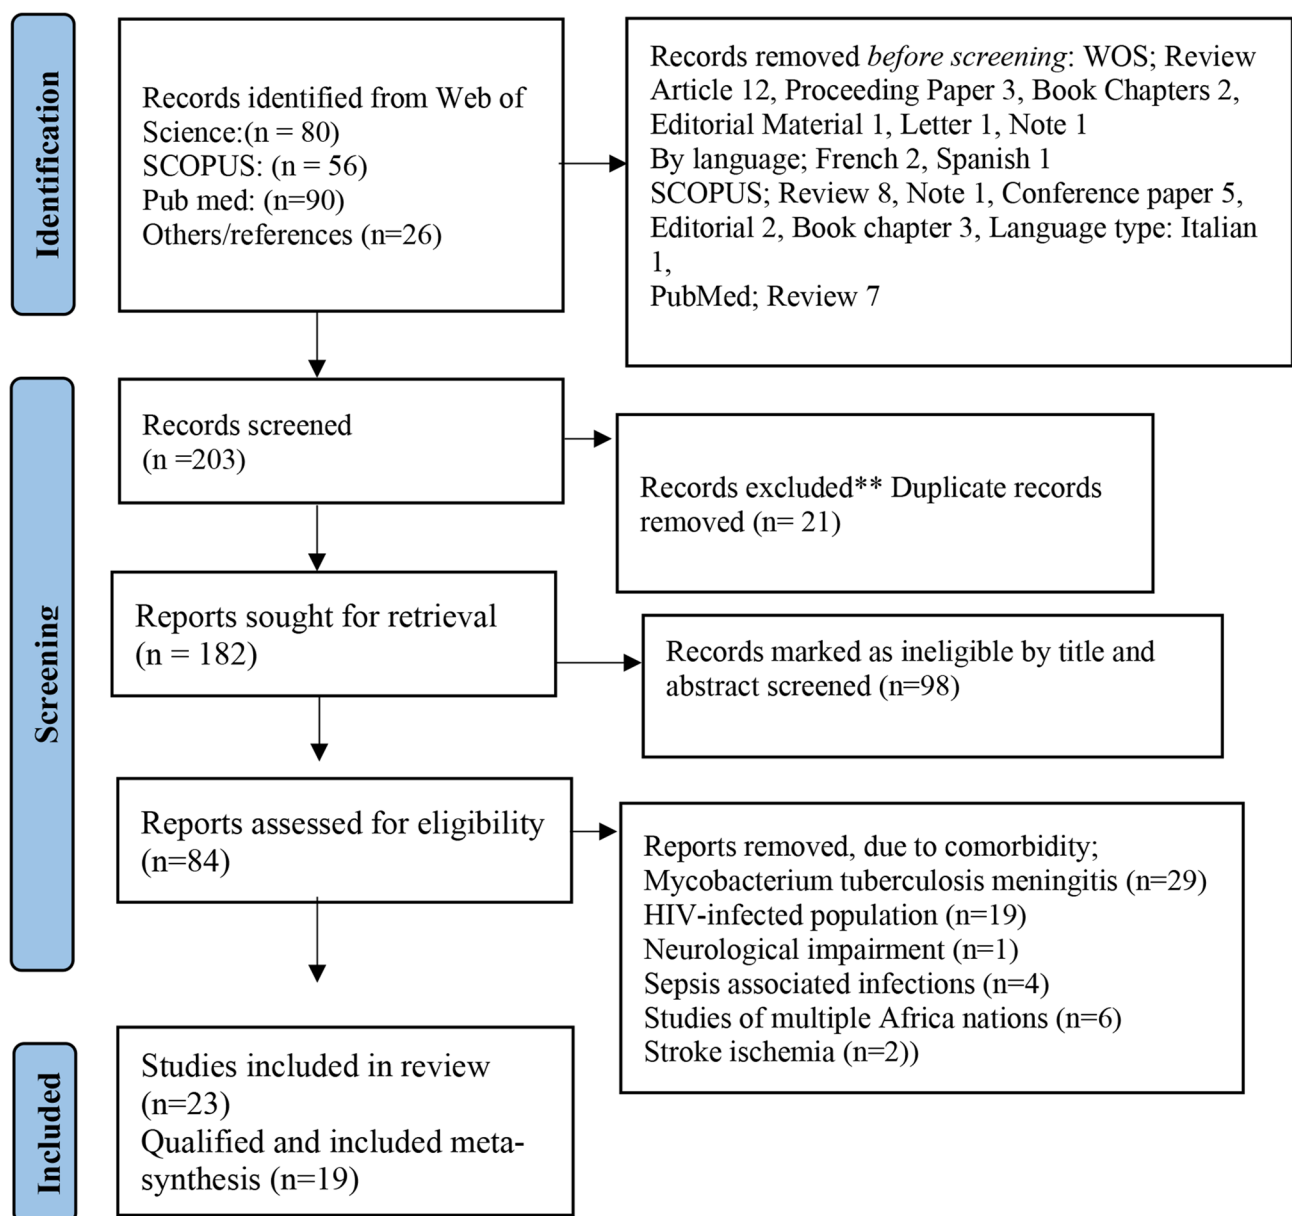 Identification
Records identified from Web of
Science:(n = 80)
SCOPUS: (n = 56)
Pub med: (n=90)
Others/references (n=26)
Records removed before screening: WOS; Review
Article 12, Proceeding Paper 3, Book Chapters 2,
Editorial Material 1, Letter 1, Note 1
By language; French 2, Spanish 1
SCOPUS; Review 8, Note 1, Conference paper 5,
Editorial 2, Book chapter 3, Language type: Italian
1,
PubMed; Review 7
Screening
Records screened
(n =203)
Records excluded** Duplicate records
removed (n= 21)
Reports sought for retrieval
(n = 182)
Records marked as ineligible by title and
abstract screened (n=98)
Reports assessed for eligibility
(n=84)
Reports removed, due to comorbidity;
Mycobacterium tuberculosis meningitis (n=29)
HIV-infected population (n=19)
Neurological impairment (n=1)
Sepsis associated infections (n=4)
Studies of multiple Africa nations (n=6)
Stroke ischemia (n=2))
Included
Studies included in review
(n=23)
Qualified and included meta-
synthesis (n=19)